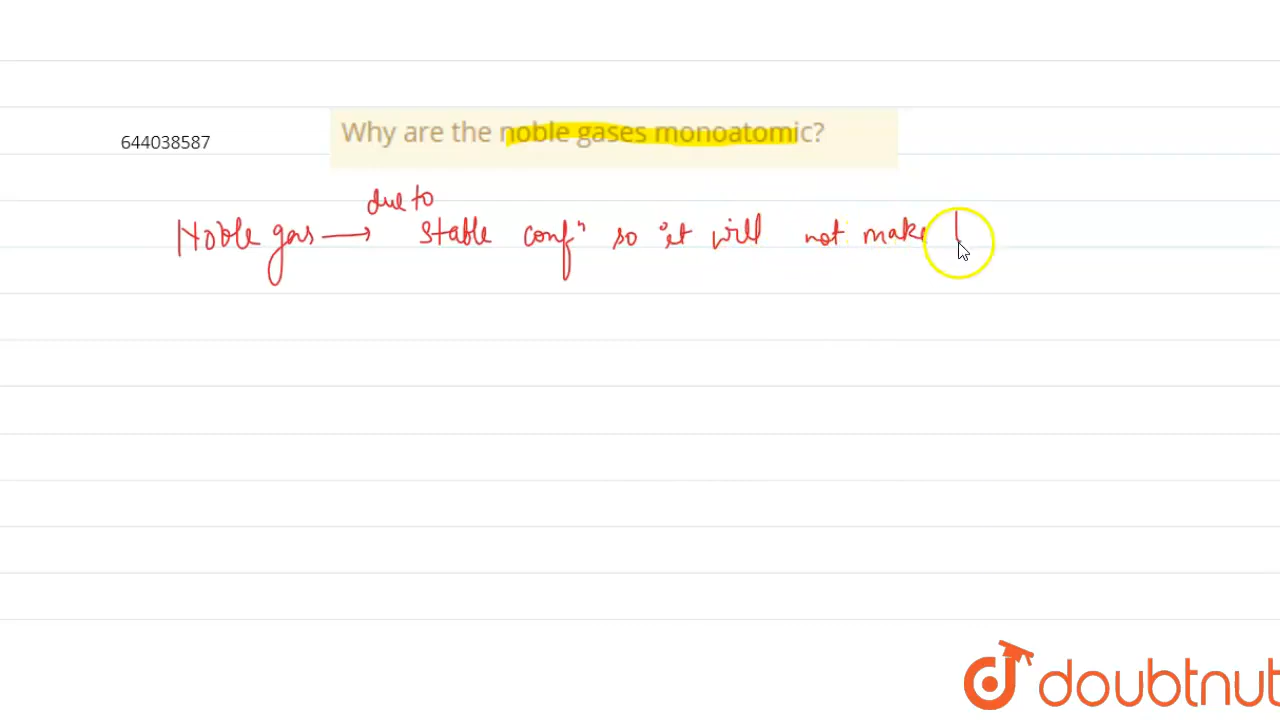 644038587
Why are the noble gases monoatomic?
due to
Noble gas → stable confⁿ so it will not make
doubtnut